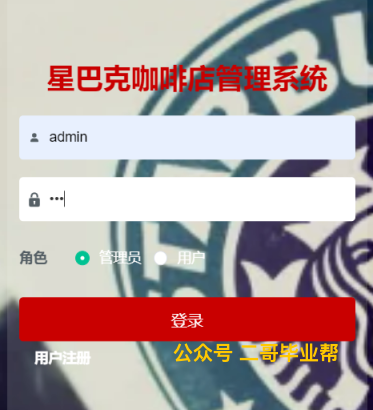 星巴克咖啡店管理系统
admin
•••
角色 管理员 用户
登录
用户注册
公众号 二哥毕业帮